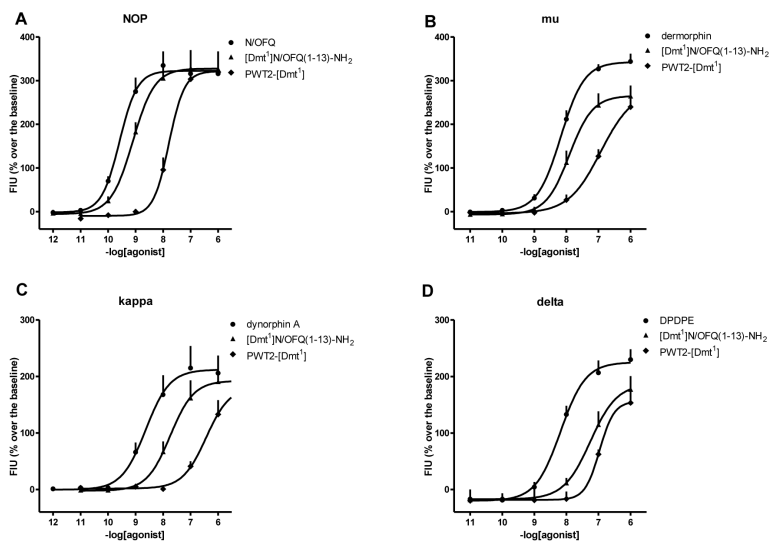 A
NOP
N/OFQ
[Dmt¹]N/OFQ(1-13)-NH₂
PWT2-[Dmt¹]
FIU (% over the baseline)
400
300
200
100
0
12 11 10 9 8 7 6
-log[agonist]
B
mu
dermorphin
[Dmt¹]N/OFQ(1-13)-NH₂
PWT2-[Dmt¹]
FIU (% over the baseline)
400
300
200
100
0
11 10 9 8 7 6
-log[agonist]
C
kappa
dynorphin A
[Dmt¹]N/OFQ(1-13)-NH₂
PWT2-[Dmt¹]
FIU (% over the baseline)
300
200
100
0
12 11 10 9 8 7 6
-log[agonist]
D
delta
DPDPE
[Dmt¹]N/OFQ(1-13)-NH₂
PWT2-[Dmt¹]
FIU (% over the baseline)
300
200
100
0
11 10 9 8 7 6
-log[agonist]